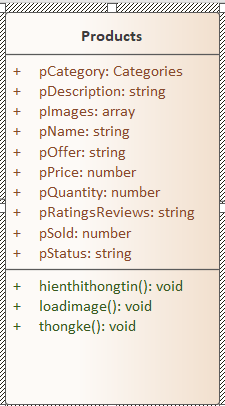 Products
+ pCategory: Categories
+ pDescription: string
+ pImages: array
+ pName: string
+ pOffer: string
+ pPrice: number
+ pQuantity: number
+ pRatingsReviews: string
+ pSold: number
+ pStatus: string
+ hienthithongtin(): void
+ loadimage(): void
+ thongke(): void